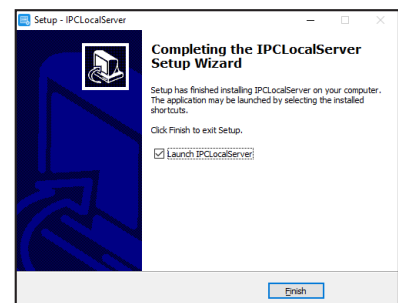 Setup - IPCLocalServer
Completing the IPCLocalServer
Setup Wizard
Setup has finished installing IPCLocalServer on your computer.
The application may be launched by selecting the installed
shortcuts.
Click Finish to exit Setup.
Launch IPCLocalServer
Finish